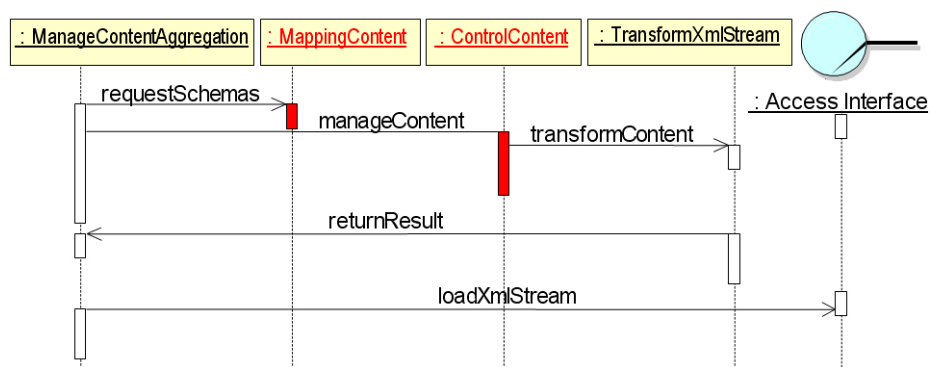 : ManageContentAggregation
: MappingContent
: ControlContent
: TransformXmlStream
: Access Interface
requestSchemas
manageContent
transformContent
returnResult
loadXmlStream